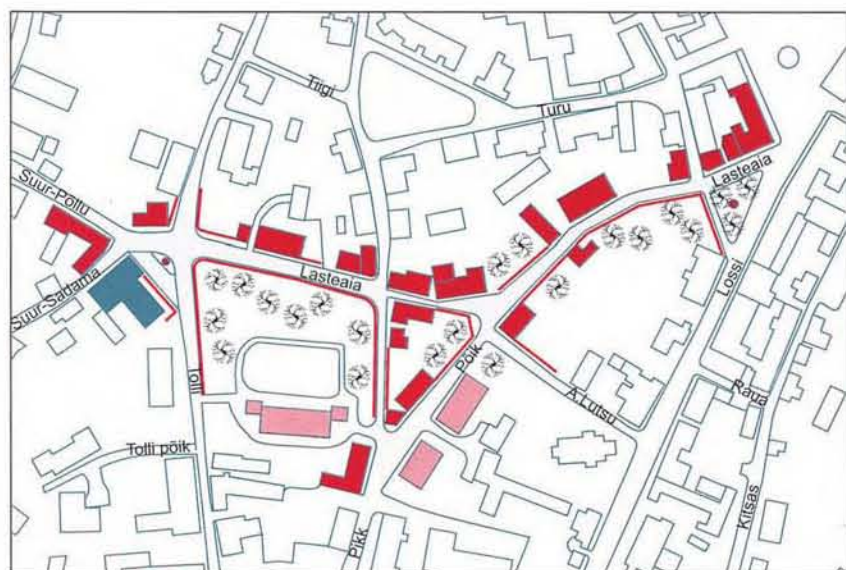 Tiigi
Turu
Suur-Põllu
Lasteaia
Lasteaia
Suur-Sadama
Lossi
Tolli
Põik
Raua
A.Lutsu
Tolli põik
Kitsas
Pikk